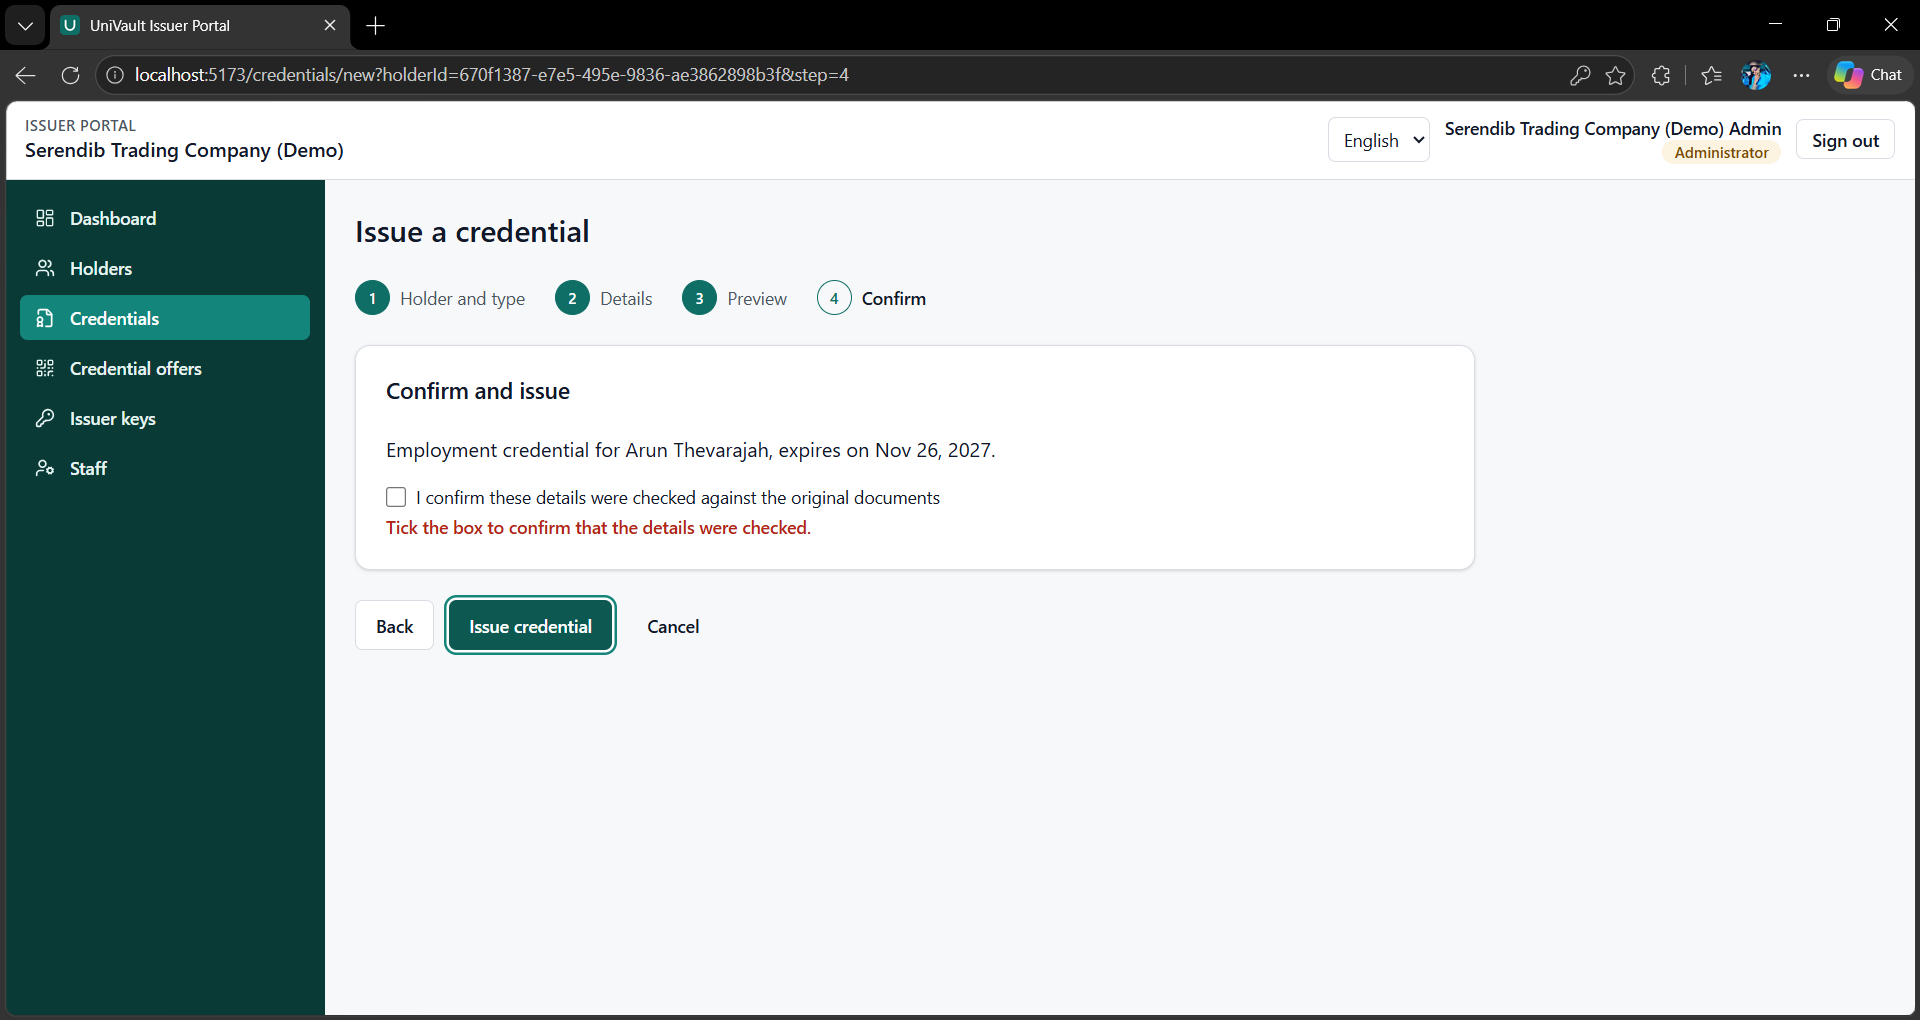 UniVault Issuer Portal
localhost:5173/credentials/new?holderId=670f1387-e7e5-495e-9836-ae3862898b3f&step=4
Chat
ISSUER PORTAL
Serendib Trading Company (Demo)
English
Serendib Trading Company (Demo) Admin
Administrator
Sign out
Dashboard
Holders
Credentials
Credential offers
Issuer keys
Staff
Issue a credential
1 Holder and type 2 Details 3 Preview 4 Confirm
Confirm and issue
Employment credential for Arun Thevarajah, expires on Nov 26, 2027.
I confirm these details were checked against the original documents
Tick the box to confirm that the details were checked.
Back Issue credential Cancel